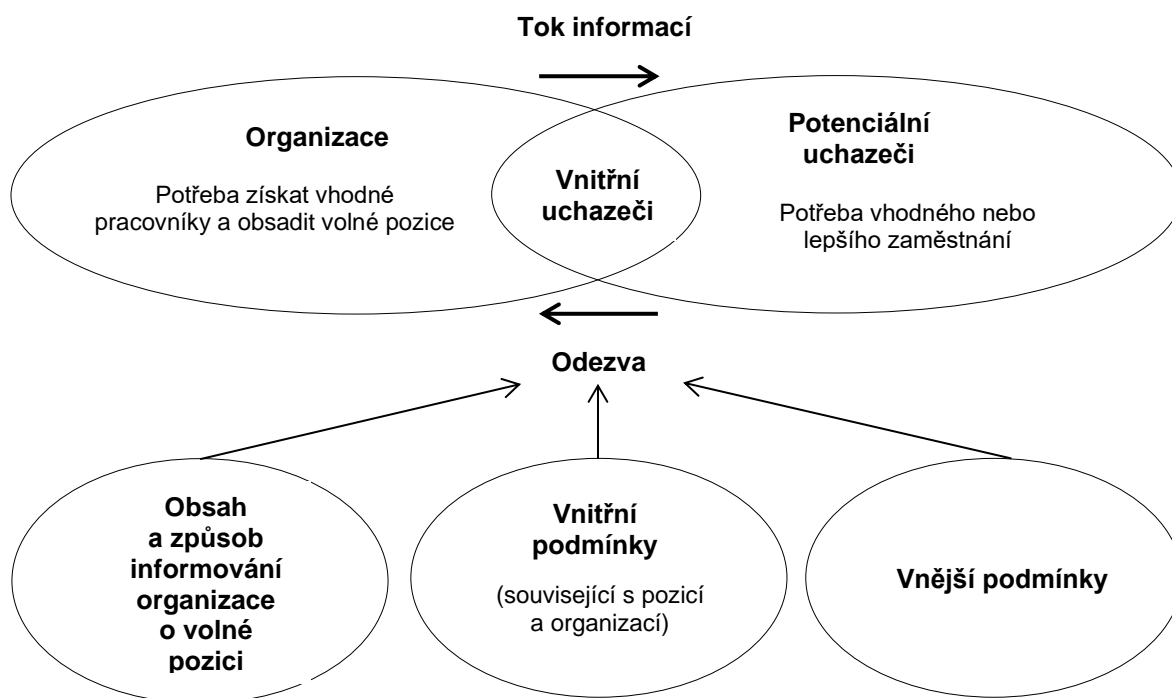 Tok informací
Organizace
Potřeba získat vhodné
pracovníky a obsadit volné pozice
Vnitřní
uchazeči
Potenciální
uchazeči
Potřeba vhodného nebo
lepšího zaměstnání
Odezva
Obsah
a způsob
informování
organizace
o volné
pozici
Vnitřní
podmínky
(související s pozicí
a organizací)
Vnější podmínky